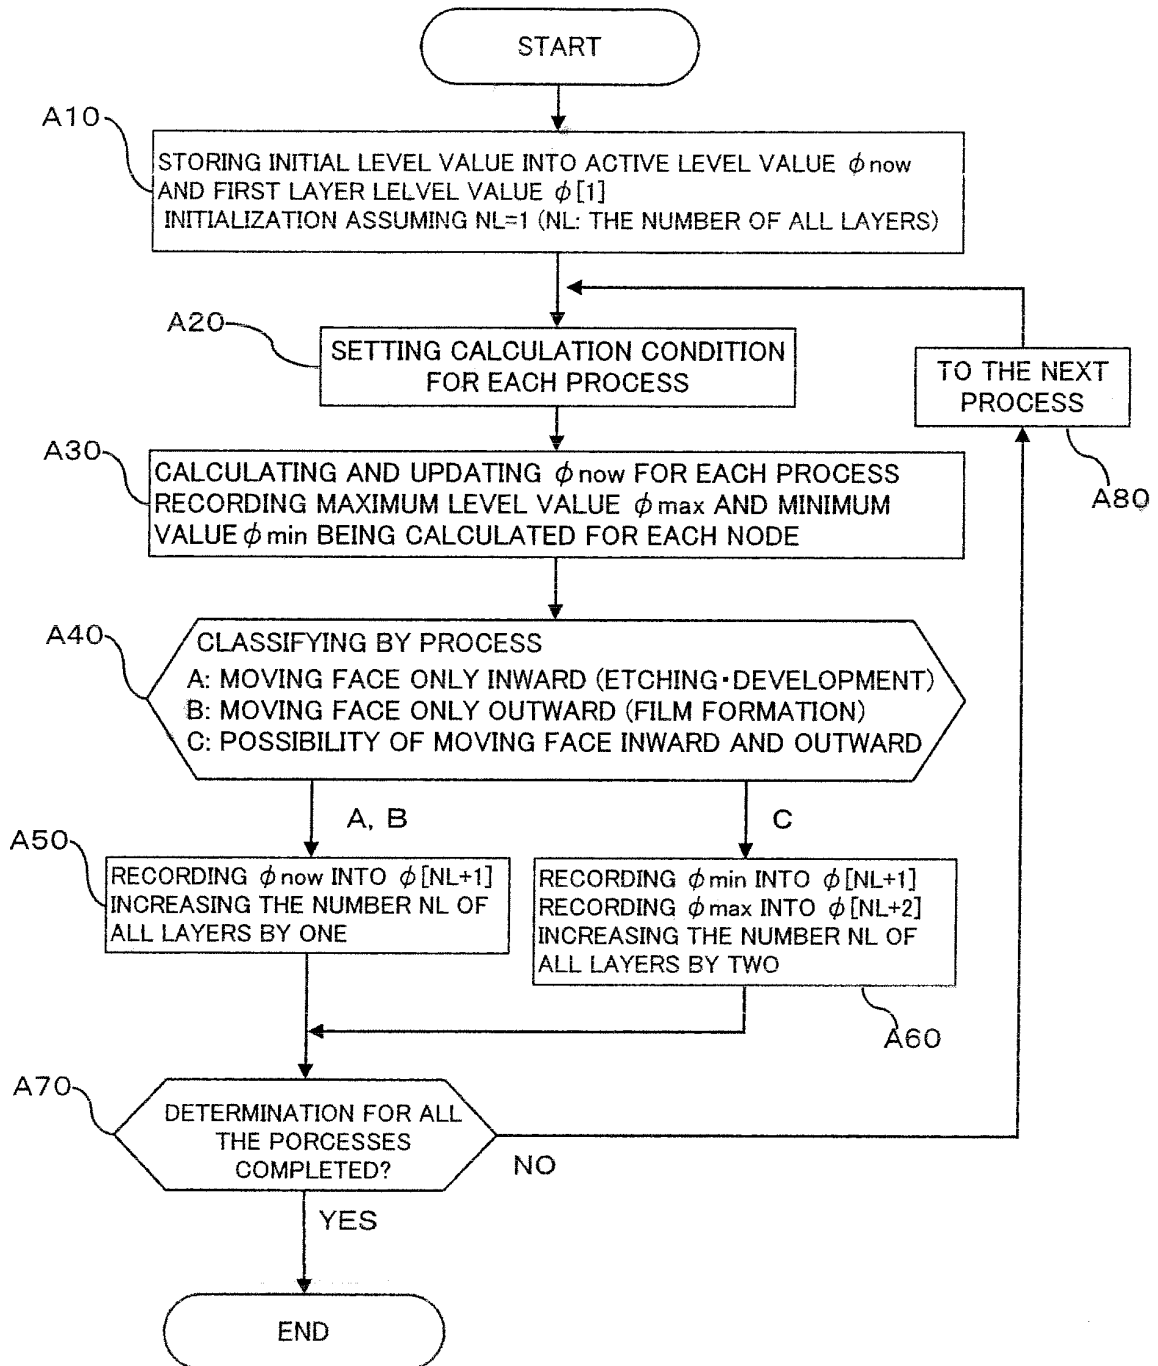 START
A10
STORING INITIAL LEVEL VALUE INTO ACTIVE LEVEL VALUE ϕnow
AND FIRST LAYER LELVEL VALUE ϕ[1]
INITIALIZATION ASSUMING NL=1 (NL: THE NUMBER OF ALL LAYERS)
A20
SETTING CALCULATION CONDITION
FOR EACH PROCESS
TO THE NEXT
PROCESS
A80
A30
CALCULATING AND UPDATING ϕnow FOR EACH PROCESS
RECORDING MAXIMUM LEVEL VALUE ϕmax AND MINIMUM
VALUE ϕmin BEING CALCULATED FOR EACH NODE
A40
CLASSIFYING BY PROCESS
A: MOVING FACE ONLY INWARD (ETCHING・DEVELOPMENT)
B: MOVING FACE ONLY OUTWARD (FILM FORMATION)
C: POSSIBILITY OF MOVING FACE INWARD AND OUTWARD
A, B
C
A50
RECORDING ϕnow INTO ϕ[NL+1]
INCREASING THE NUMBER NL OF
ALL LAYERS BY ONE
RECORDING ϕmin INTO ϕ[NL+1]
RECORDING ϕmax INTO ϕ[NL+2]
INCREASING THE NUMBER NL OF
ALL LAYERS BY TWO
A60
A70
DETERMINATION FOR ALL
THE PORCESSES
COMPLETED?
NO
YES
END